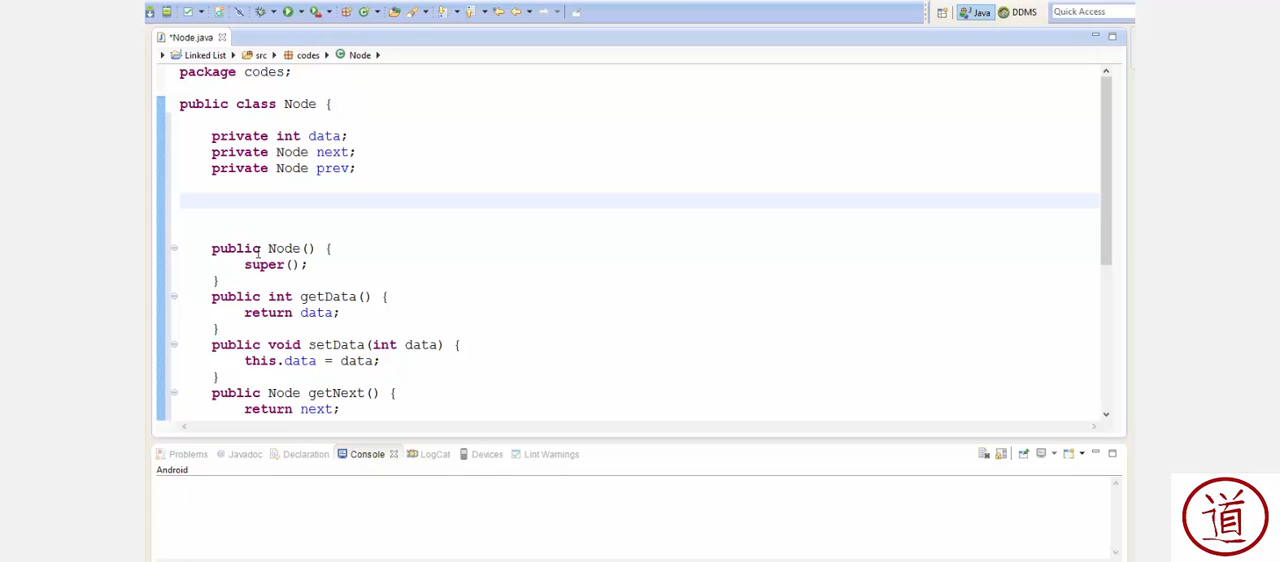 Java
DDMS
Quick Access
*Node.java
Linked List
src
codes
Node
package codes;
public class Node {
private int data;
private Node next;
private Node prev;
public Node() {
super();
}
public int getData() {
return data;
}
public void setData(int data) {
this.data = data;
}
public Node getNext() {
return next;
Problems
@ Javadoc
Declaration
Console
LogCat
Devices
Lint Warnings
Android
道